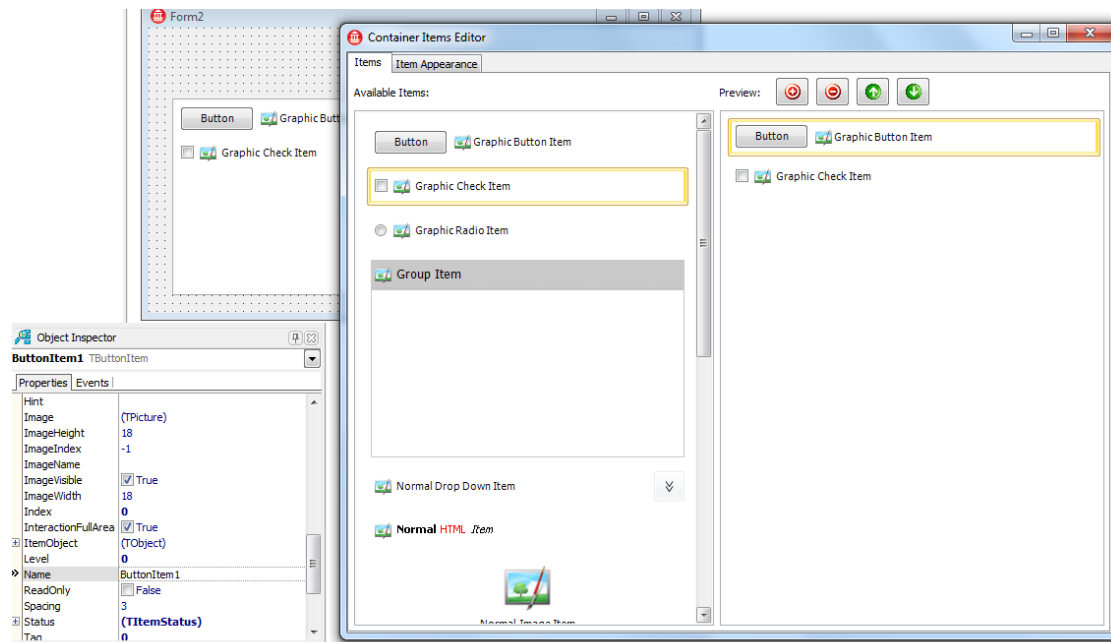 Form2
Button Graphic Butt
Graphic Check Item
Container Items Editor
Items Item Appearance
Available Items:
Preview:
Button Graphic Button Item
Graphic Check Item
Graphic Radio Item
Group Item
Normal Drop Down Item
Normal HTML Item
Normal Image Item
Button Graphic Button Item
Graphic Check Item
Object Inspector
ButtonItem1 TButtonItem
Properties Events
Hint
Image (TPicture)
ImageHeight 18
ImageIndex -1
ImageName
ImageVisible True
ImageWidth 18
Index 0
InteractionFullArea True
ItemObject (TObject)
Level 0
Name ButtonItem1
ReadOnly False
Spacing 3
Status (TItemStatus)
Tag 0